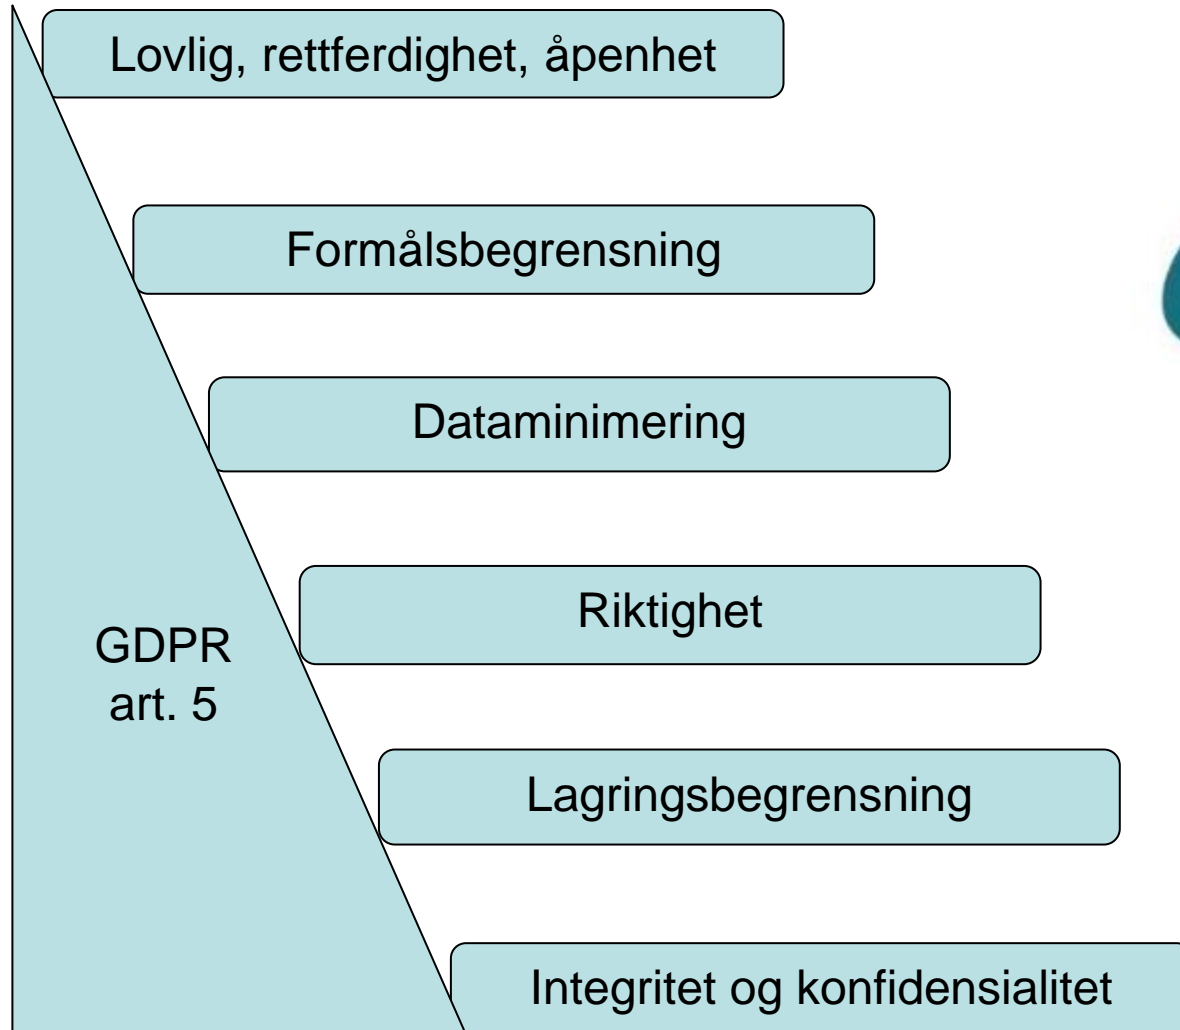 Lovlig, rettferdighet, åpenhet
Formålsbegrensning
Dataminimering
Riktighet
GDPR
art. 5
Lagringsbegrensning
Integritet og konfidensialitet